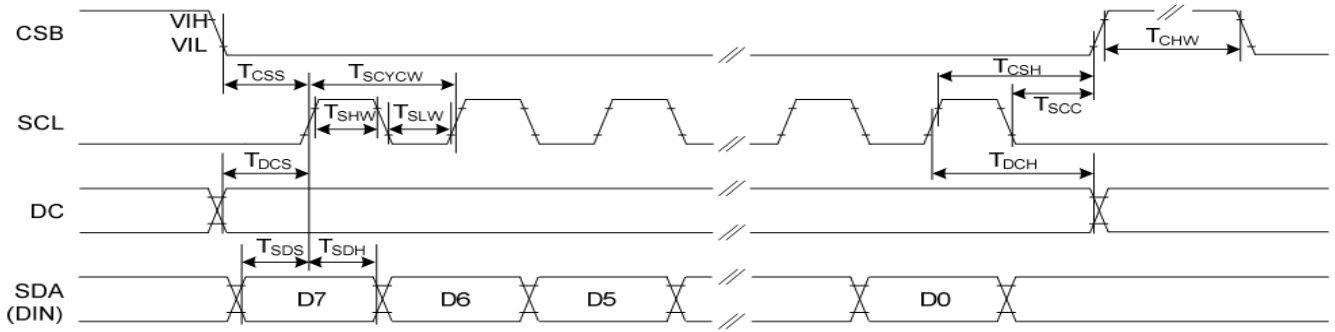 CSB
VIH
VIL
TCHW
TCSS
TSCYCW
TCSH
TSCC
SCL
TSHW
TSLW
TDCS
TDCH
DC
TSDS
TSDH
SDA
(DIN)
D7
D6
D5
D0